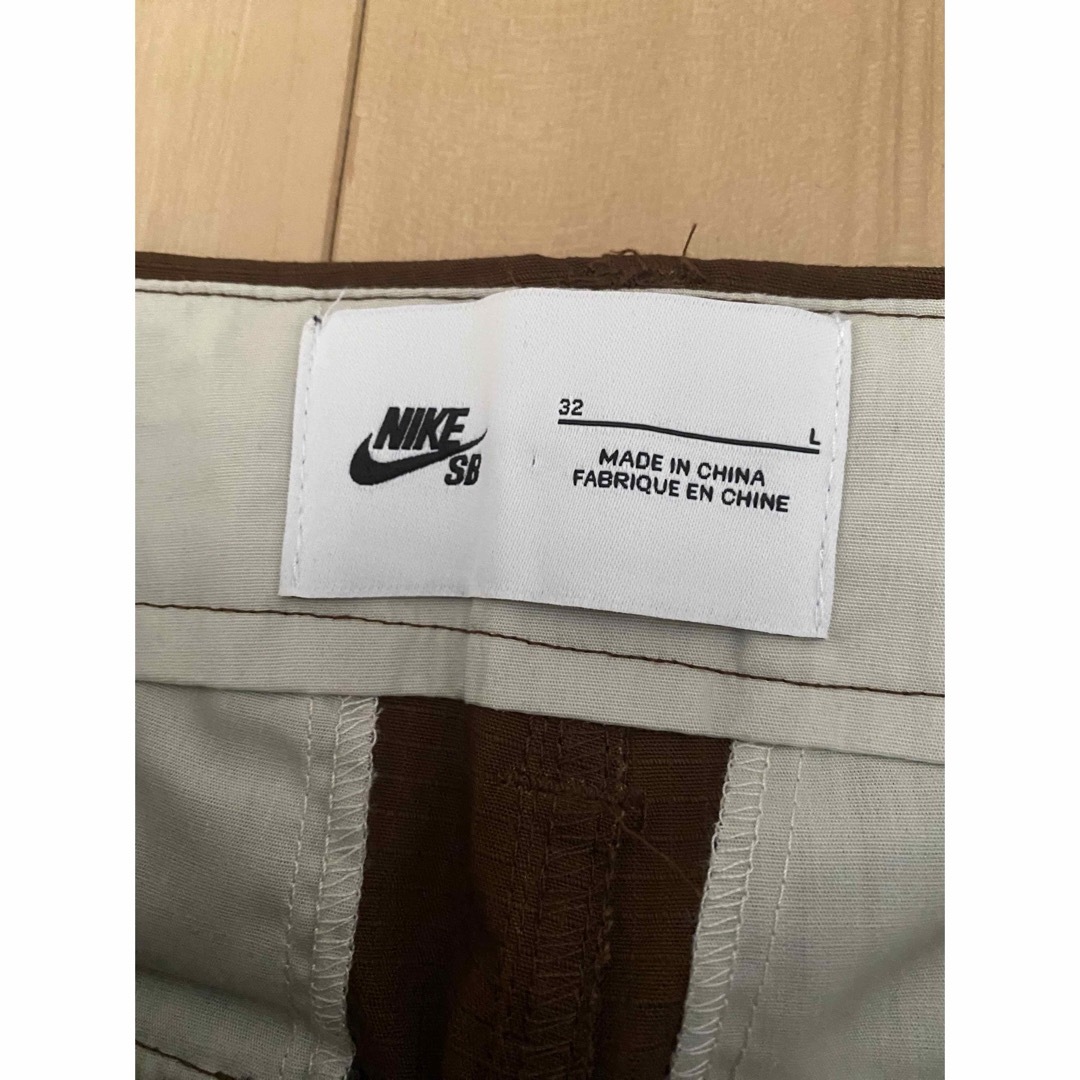 NIKE
SB
32
L
MADE IN CHINA
FABRIQUE EN CHINE